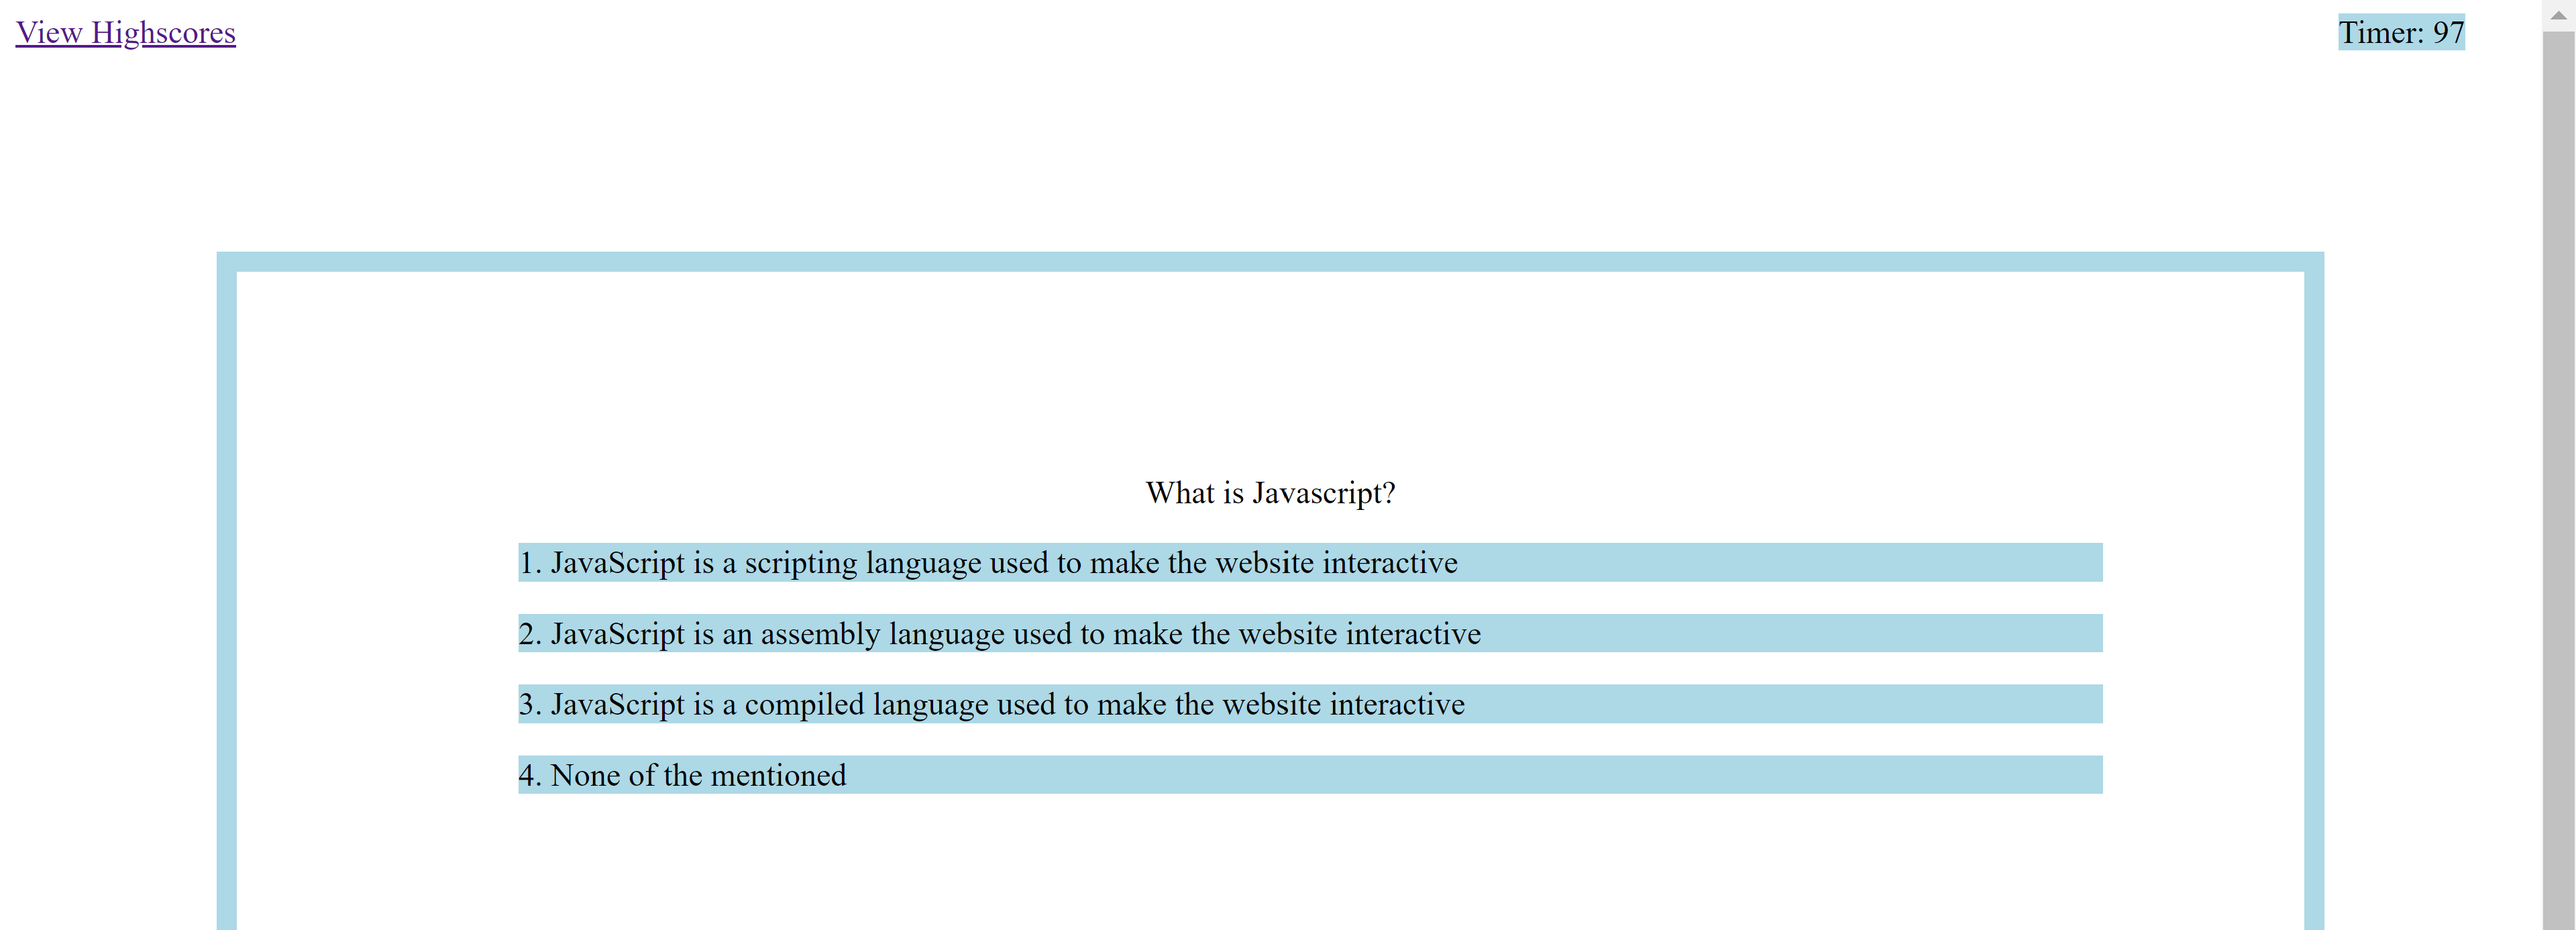 View Highscores
Timer: 97
What is Javascript?
1. JavaScript is a scripting language used to make the website interactive
2. JavaScript is an assembly language used to make the website interactive
3. JavaScript is a compiled language used to make the website interactive
4. None of the mentioned